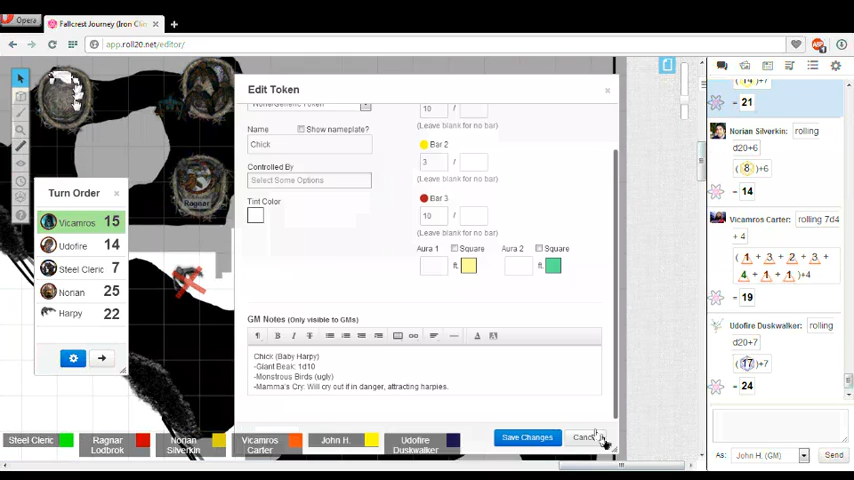 Opera
Fallcrest Journey (Iron Cla
app.roll20.net/editor/
Edit Token
None/Generic Token
10 /
(Leave blank for no bar)
Name
Show nameplate?
Chick
Bar 2
3 /
(Leave blank for no bar)
Controlled By
Select Some Options
Tint Color
Bar 3
10 /
(Leave blank for no bar)
Aura 1
Square
Aura 2
Square
ft.
ft.
GM Notes (Only visible to GMs)
Chick (Baby Harpy)
-Giant Beak: 1d10
-Monstrous Birds (ugly)
-Mamma's Cry: Will cry out if in danger, attracting harpies.
Save Changes
Cancel
Turn Order
Vicamros 15
Udofire 14
Steel Cleric 7
Norian 25
Harpy 22
Ragnar
Steel Cleric
Ragnar
Lodbrok
Norian
Silverkin
Vicamros
Carter
John H.
Udofire
Duskwalker
(14)+7
= 21
Norian Silverkin: rolling
d20+6
(8)+6
= 14
Vicamros Carter: rolling 7d4
+ 4
(1 + 3 + 2 + 3 +
4 + 1 + 1)+4
= 19
Udofire Duskwalker:
rolling
d20+7
(17)+7
= 24
As: John H. (GM)
Send